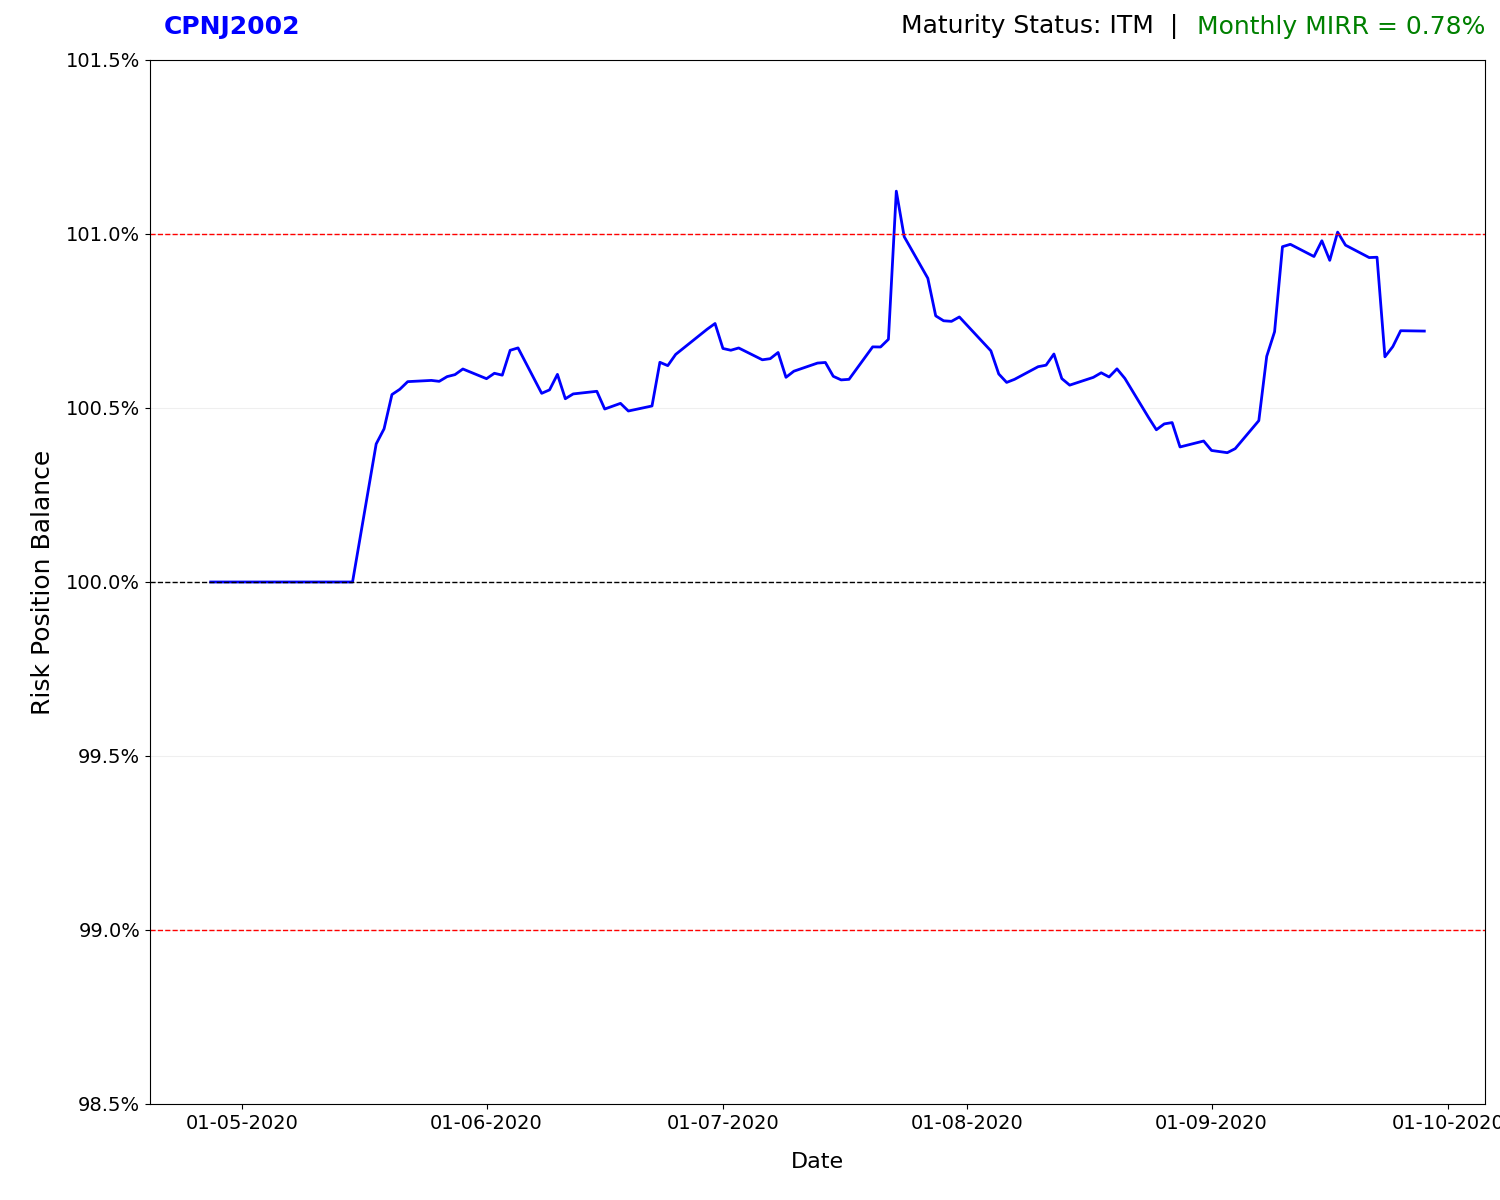 CPNJ2002
Maturity Status: ITM | Monthly MIRR = 0.78%
101.5%
101.0%
100.5%
100.0%
99.5%
99.0%
98.5%
Risk Position Balance
01-05-2020 01-06-2020 01-07-2020 01-08-2020 01-09-2020 01-10-2020
Date